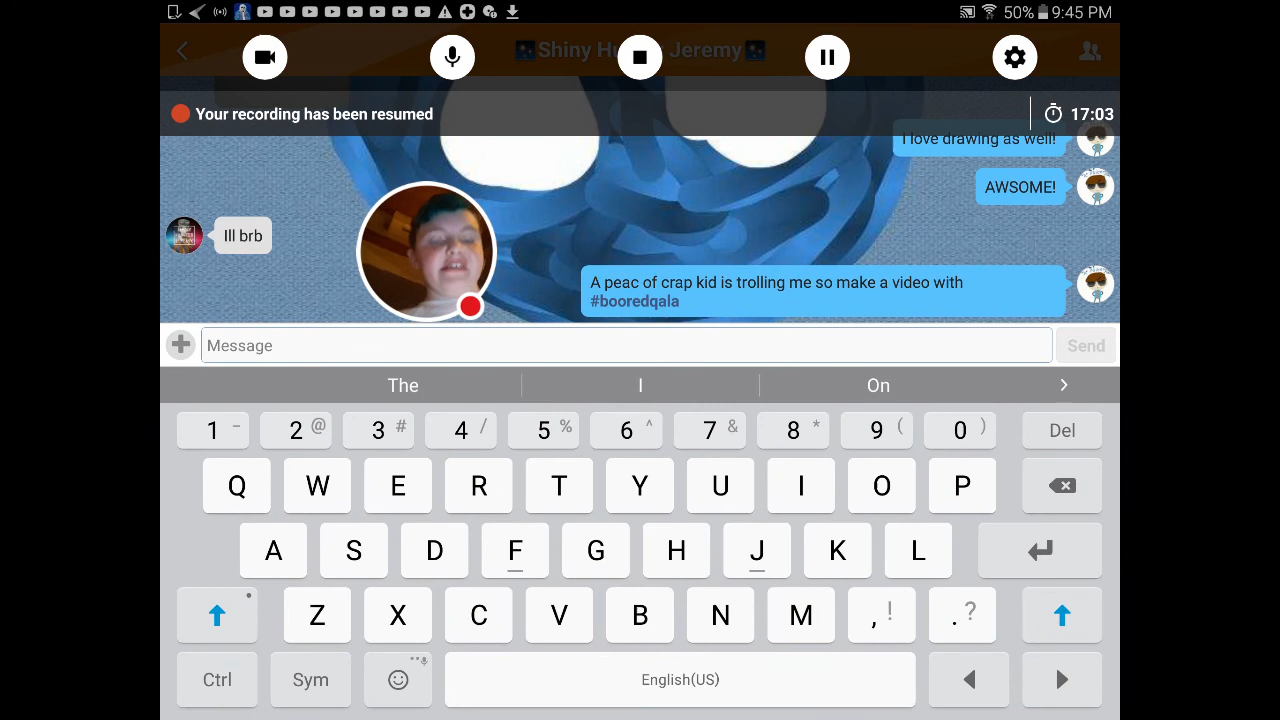 50% 9:45 PM
Shiny Hu Jeremy
Your recording has been resumed
17:03
I love drawing as well!
AWSOME!
Ill brb
A peac of crap kid is trolling me so make a video with
#booredqala
Message
Send
The I On >
1 - 2 @ 3 # 4 / 5 % 6 ^ 7 & 8 * 9 ( 0 ) Del
Q W E R T Y U I O P
A S D F G H J K L
Z X C V B N M , ! . ?
Ctrl Sym English(US)